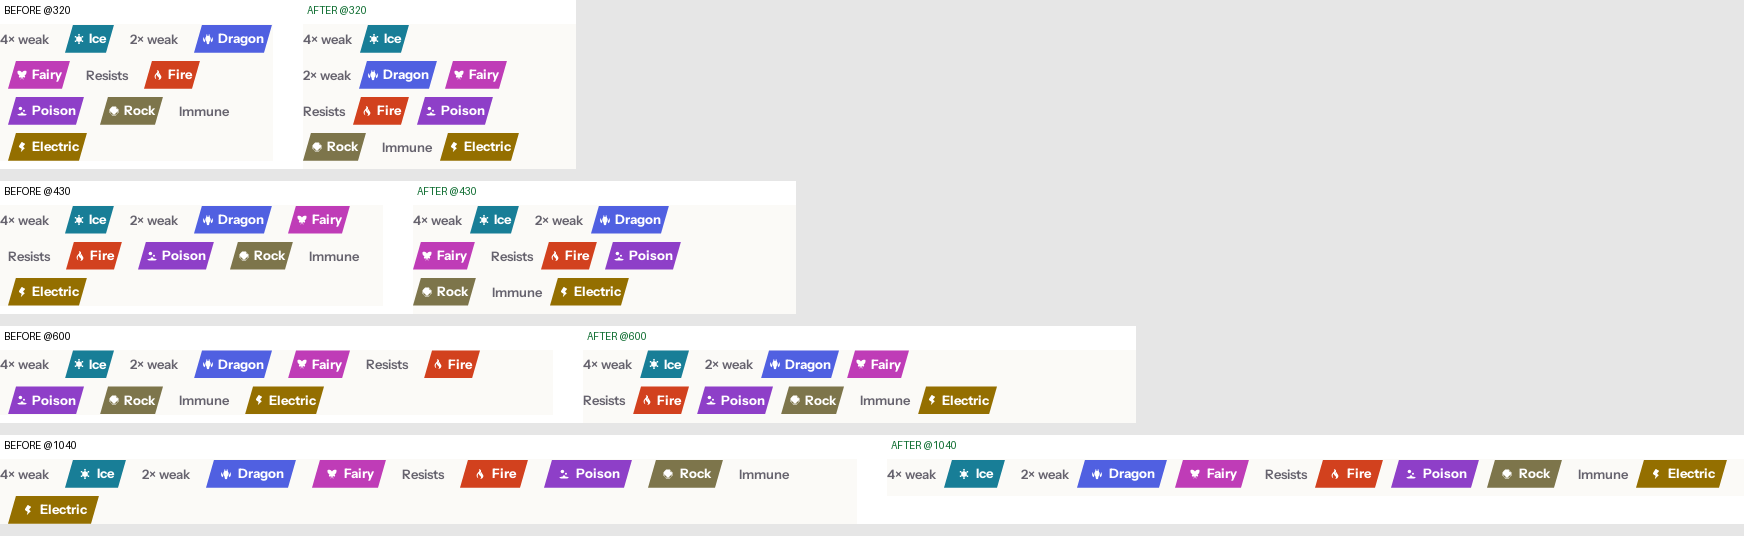 BEFORE @320
4× weak Ice 2× weak Dragon
Fairy Resists Fire
Poison Rock Immune
Electric
AFTER @320
4× weak Ice
2× weak Dragon Fairy
Resists Fire Poison
Rock Immune Electric
BEFORE @430
4× weak Ice 2× weak Dragon Fairy
Resists Fire Poison Rock Immune
Electric
AFTER @430
4× weak Ice 2× weak Dragon
Fairy Resists Fire Poison
Rock Immune Electric
BEFORE @600
4× weak Ice 2× weak Dragon Fairy Resists Fire
Poison Rock Immune Electric
AFTER @600
4× weak Ice 2× weak Dragon Fairy
Resists Fire Poison Rock Immune Electric
BEFORE @1040
4× weak Ice 2× weak Dragon Fairy Resists Fire Poison Rock Immune
Electric
AFTER @1040
4× weak Ice 2× weak Dragon Fairy Resists Fire Poison Rock Immune Electric